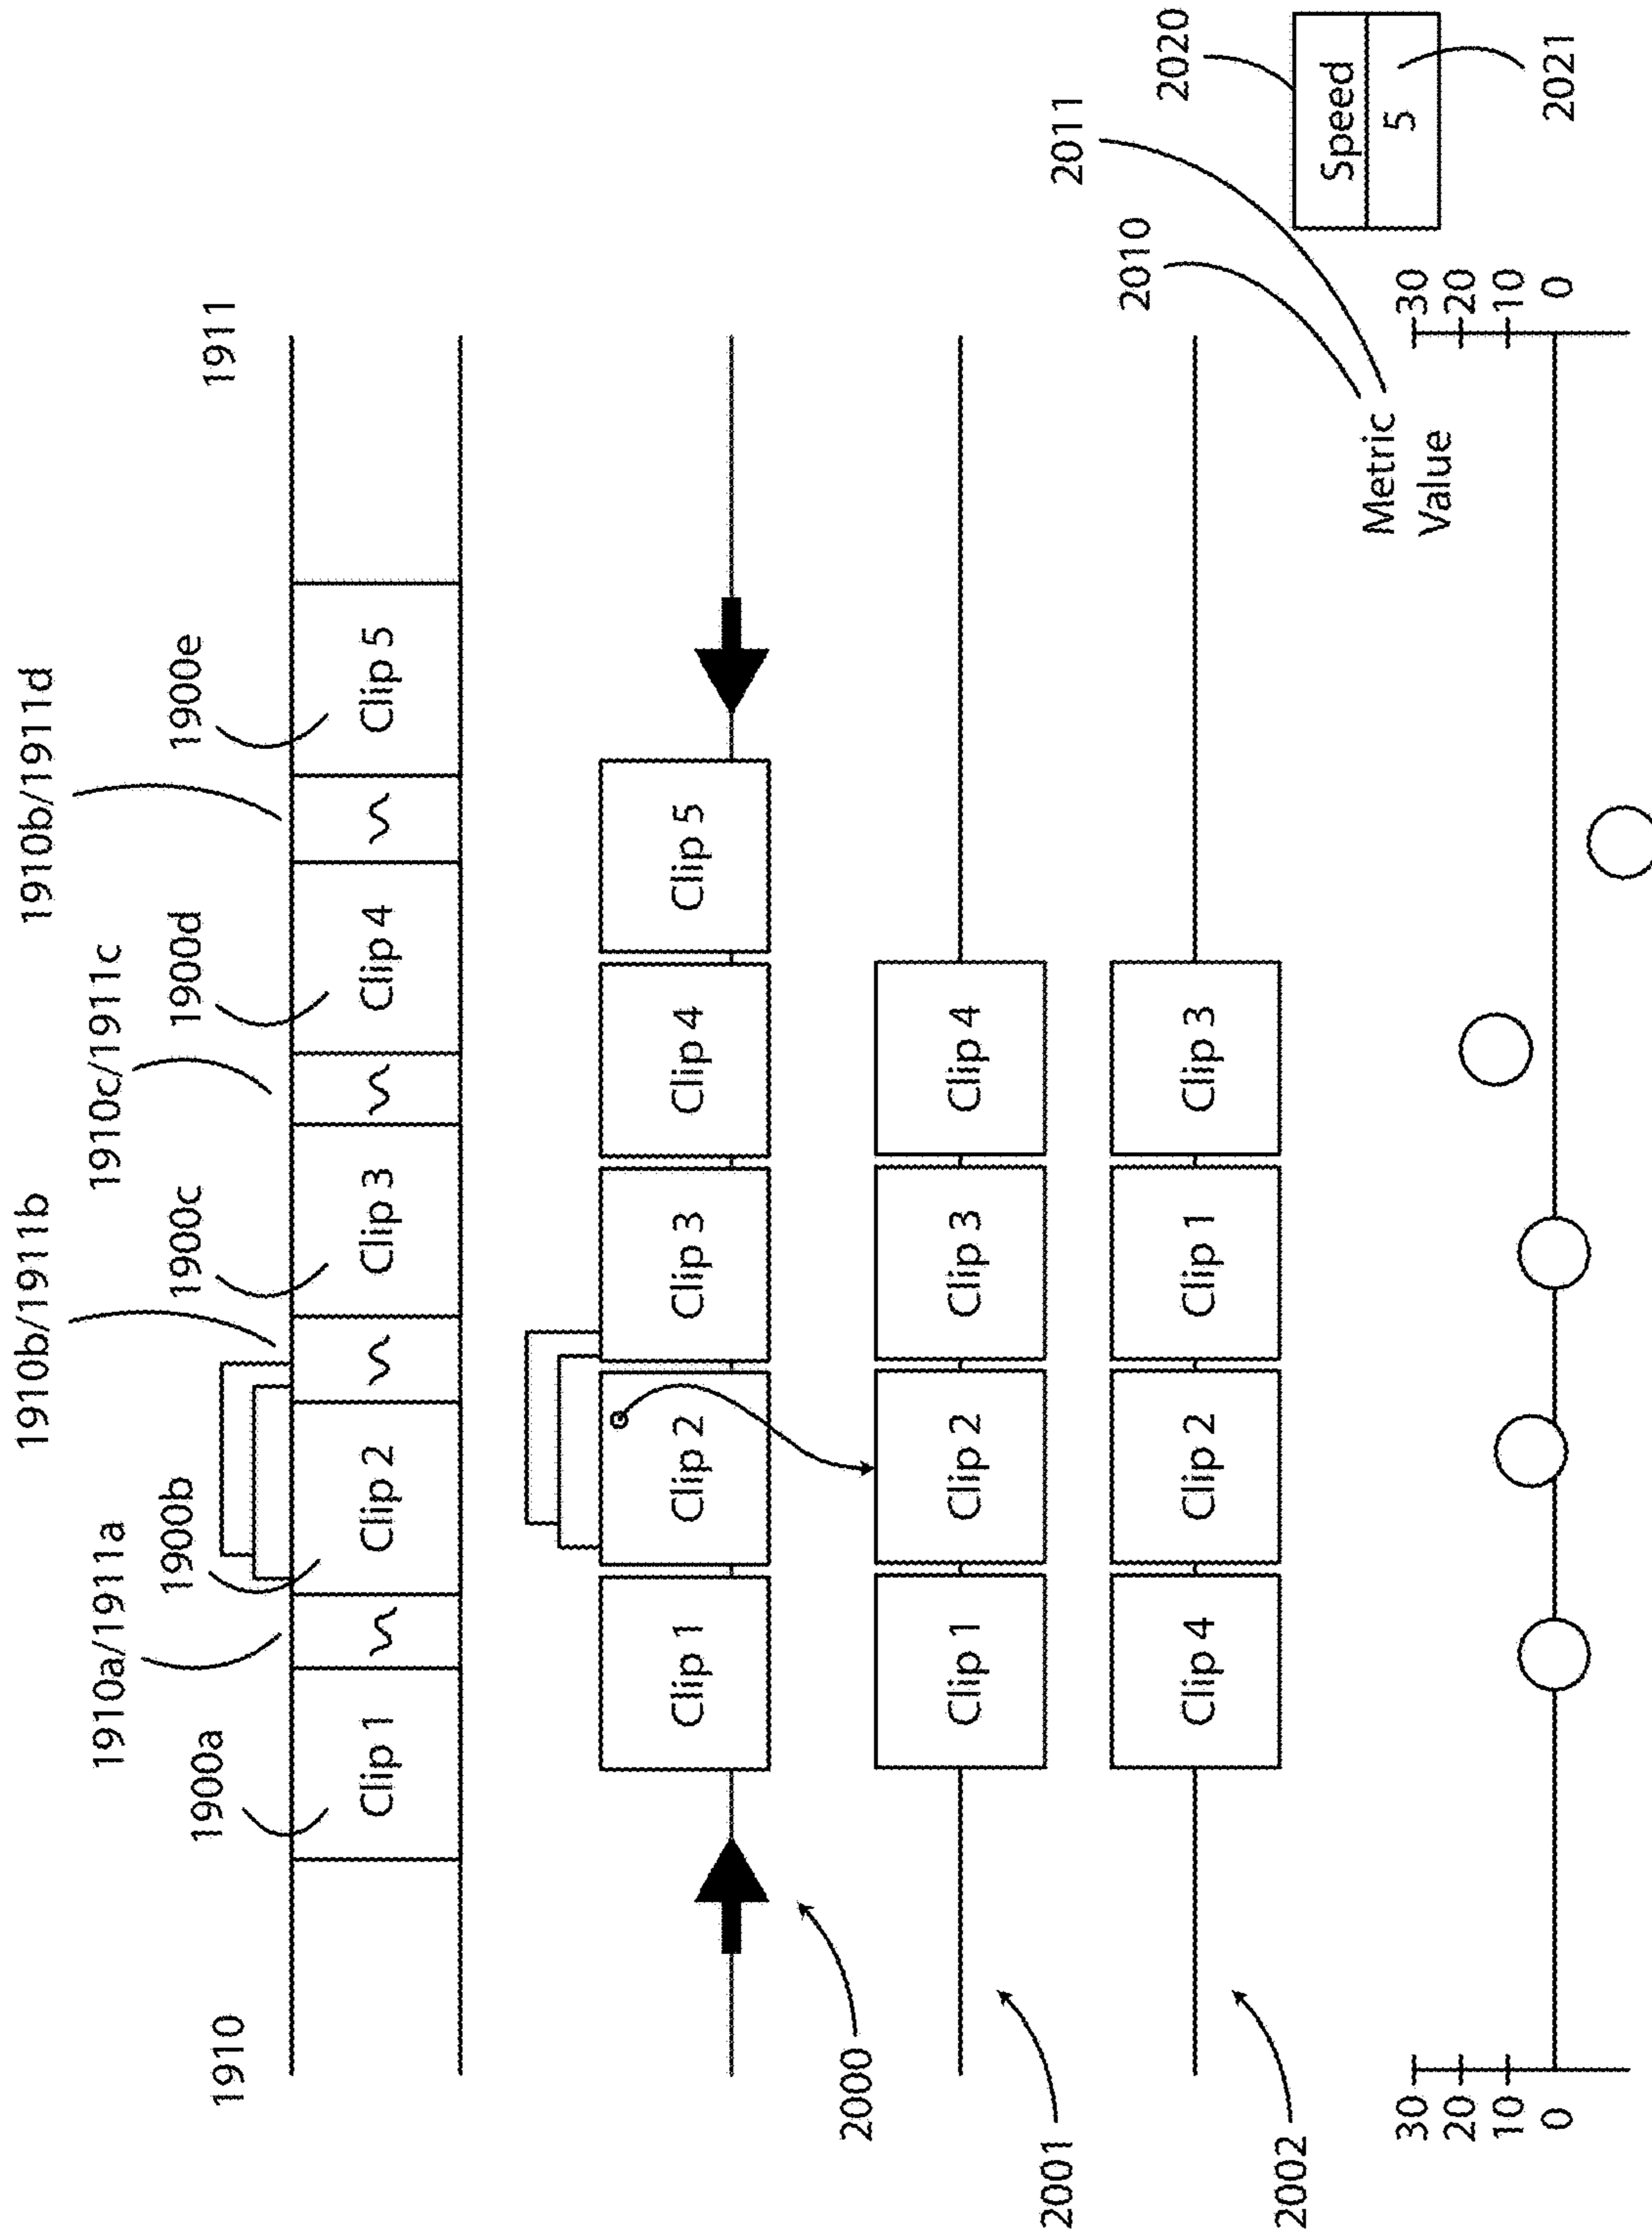 1910
1911
1910a/1911a
1910b/1911b
1910c/1911c
1910b/1911d
1900a
1900b
1900c
1900d
1900e
Clip 1
Clip 2
Clip 3
Clip 4
Clip 5
Clip 1
Clip 2
Clip 3
Clip 4
Clip 5
2000
Clip 1
Clip 2
Clip 3
Clip 4
2001
Clip 4
Clip 2
Clip 1
Clip 3
2002
2010
2011
2020
Metric
Value
Speed
5
2021
30
20
10
0
30
20
10
0